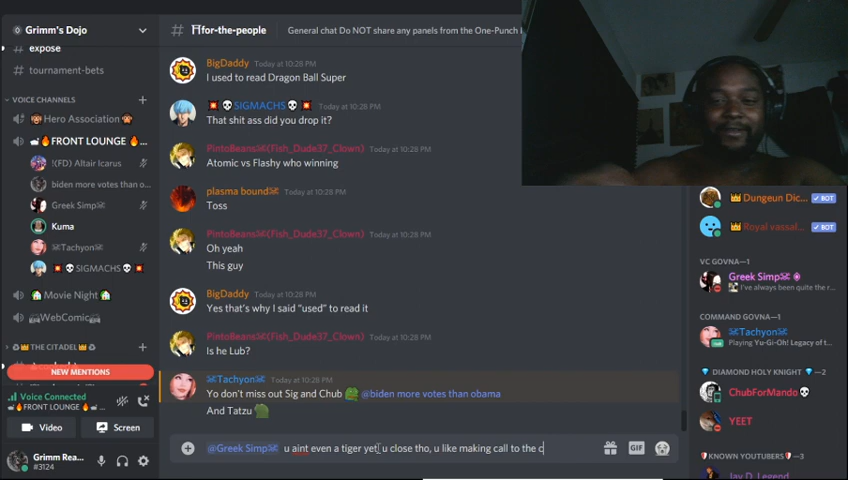 Grimm's Dojo
# for-the-people
General chat Do NOT share any panels from the One-Punch
expose
# tournament-bets
VOICE CHANNELS
Hero Association
FRONT LOUNGE
!(FD) Altair Icarus
biden more votes than o...
Greek Simp
Kuma
Tachyon
SIGMACHS
Movie Night
WebComic
THE CITADEL
NEW MENTIONS
Voice Connected
FRONT LOUNGE
Video
Screen
Grimm Rea...
#3124
BigDaddy Today at 10:28 PM
I used to read Dragon Ball Super
SIGMACHS Today at 10:28 PM
That shit ass did you drop it?
PintoBeans (Fish_Dude37_Clown) Today at 10:28 PM
Atomic vs Flashy who winning
plasma bound Today at 10:28 PM
Toss
PintoBeans (Fish_Dude37_Clown) Today at 10:28 PM
Oh yeah
This guy
BigDaddy Today at 10:28 PM
Yes that's why I said "used" to read it
PintoBeans (Fish_Dude37_Clown) Today at 10:28 PM
Is he Lub?
Tachyon Today at 10:28 PM
Yo don't miss out Sig and Chub @biden more votes than obama
And Tatzu
@Greek Simp u aint even a tiger yet, u close tho, u like making call to the c
GIF
Dungeun Dic... BOT
Royal vassal... BOT
VC GOVNA—1
Greek Simp
I've always been quite the r...
COMMAND GOVNA—1
Tachyon
Playing Yu-Gi-Oh! Legacy of t...
DIAMOND HOLY KNIGHT —2
ChubForMando
YEET
KNOWN YOUTUBERS —3
Jay D. Legend